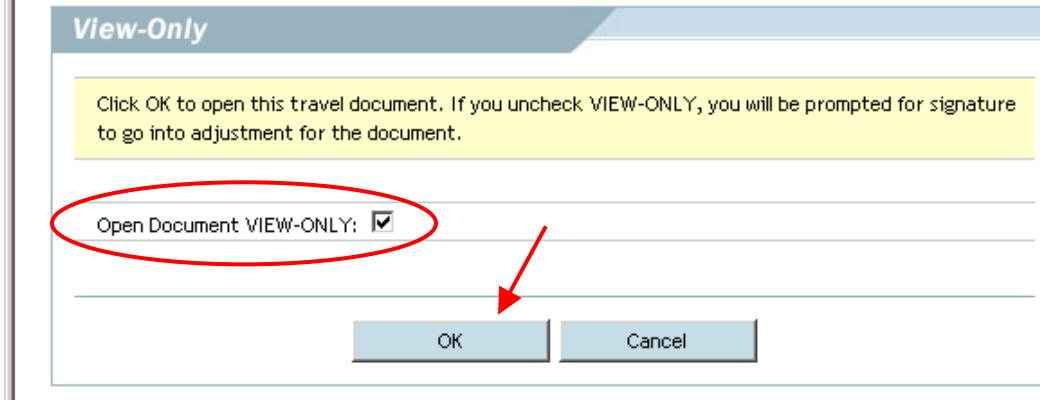 View-Only
Click OK to open this travel document. If you uncheck VIEW-ONLY, you will be prompted for signature
to go into adjustment for the document.
Open Document VIEW-ONLY:
OK Cancel